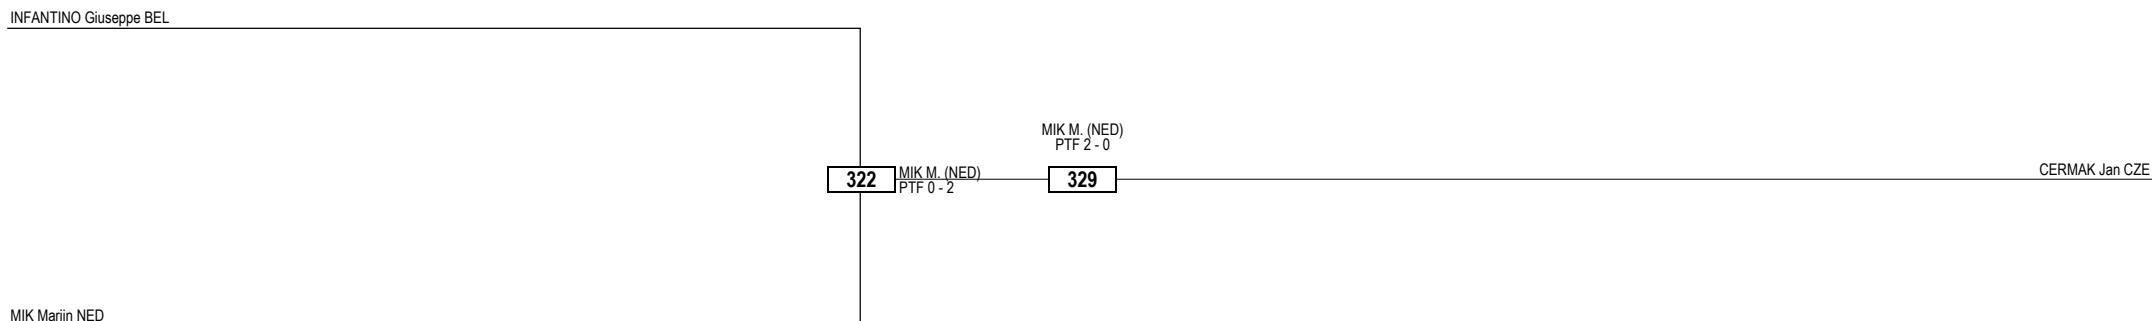 INFANTINO Giuseppe BEL
MIK M. (NED)
PTF 2 - 0
322
MIK M. (NED)
PTF 0 - 2
329
CERMAK Jan CZE
MIK Marijn NED